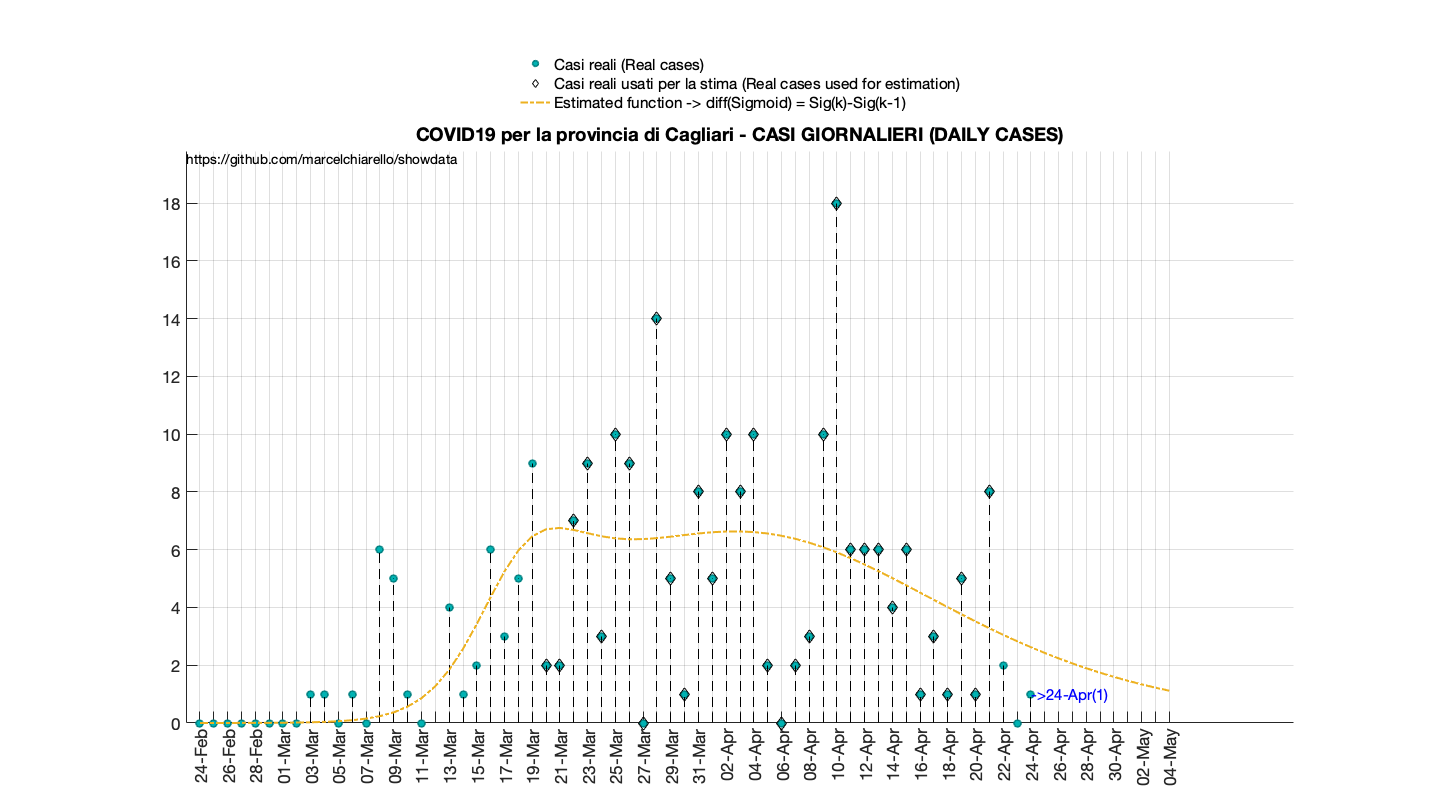 Casi reali (Real cases)
Casi reali usati per la stima (Real cases used for estimation)
Estimated function -> diff(Sigmoid) = Sig(k)-Sig(k-1)
COVID19 per la provincia di Cagliari - CASI GIORNALIERI (DAILY CASES)
https://github.com/marcelchiarello/showdata
18
16
14
12
10
8
6
4
2
0
->24-Apr(1)
24-Feb
26-Feb
28-Feb
01-Mar
03-Mar
05-Mar
07-Mar
09-Mar
11-Mar
13-Mar
15-Mar
17-Mar
19-Mar
21-Mar
23-Mar
25-Mar
27-Mar
29-Mar
31-Mar
02-Apr
04-Apr
06-Apr
08-Apr
10-Apr
12-Apr
14-Apr
16-Apr
18-Apr
20-Apr
22-Apr
24-Apr
26-Apr
28-Apr
30-Apr
02-May
04-May